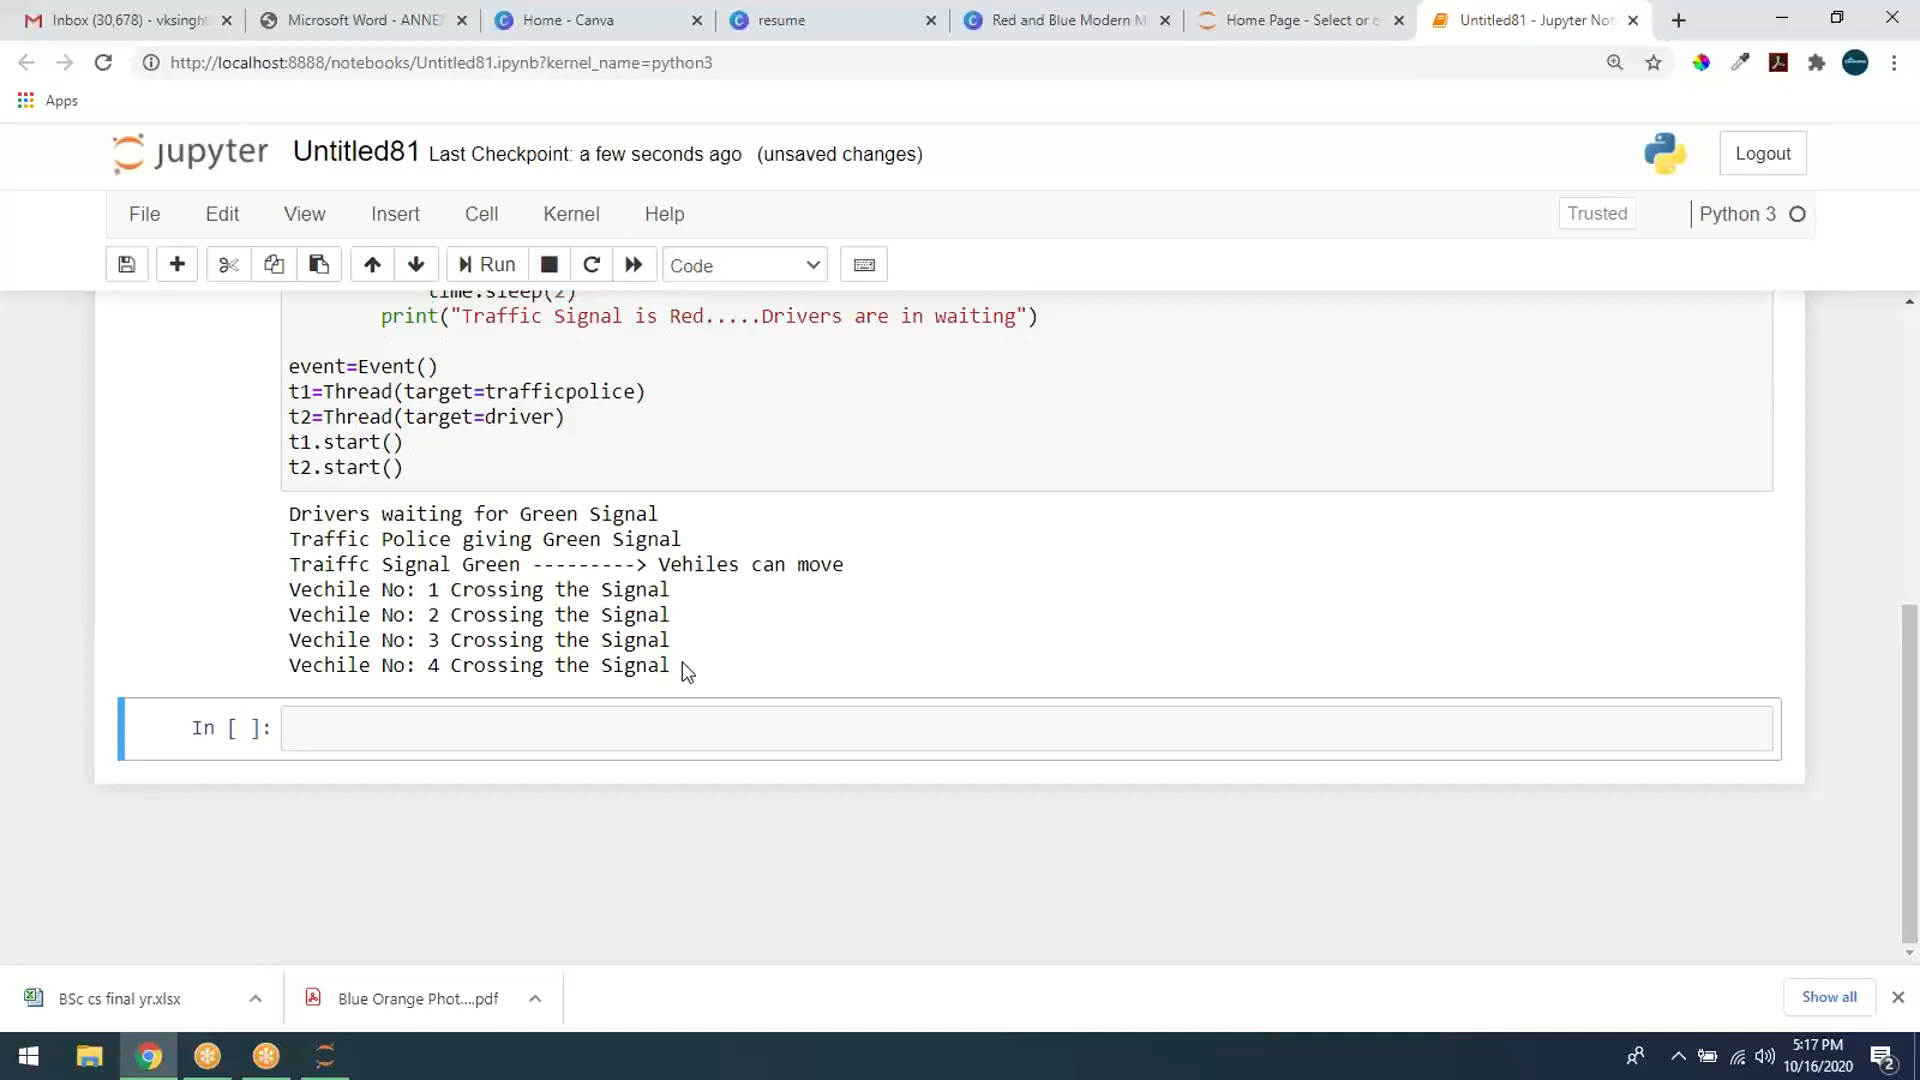 Inbox (30,678) - vksingh
Microsoft Word - ANNE
Home - Canva
resume
Red and Blue Modern M
Home Page - Select or c
Untitled81 - Jupyter Not
http://localhost:8888/notebooks/Untitled81.ipynb?kernel_name=python3
Apps
jupyter
Untitled81 Last Checkpoint: a few seconds ago (unsaved changes)
Logout
File Edit View Insert Cell Kernel Help
Trusted
Python 3
Run
Code
time.sleep(2)
print("Traffic Signal is Red.....Drivers are in waiting")
event=Event()
t1=Thread(target=trafficpolice)
t2=Thread(target=driver)
t1.start()
t2.start()
Drivers waiting for Green Signal
Traffic Police giving Green Signal
Traiffc Signal Green ---------> Vehiles can move
Vechile No: 1 Crossing the Signal
Vechile No: 2 Crossing the Signal
Vechile No: 3 Crossing the Signal
Vechile No: 4 Crossing the Signal
In [ ]:
BSc cs final yr.xlsx
Blue Orange Phot....pdf
Show all
5:17 PM
10/16/2020
2